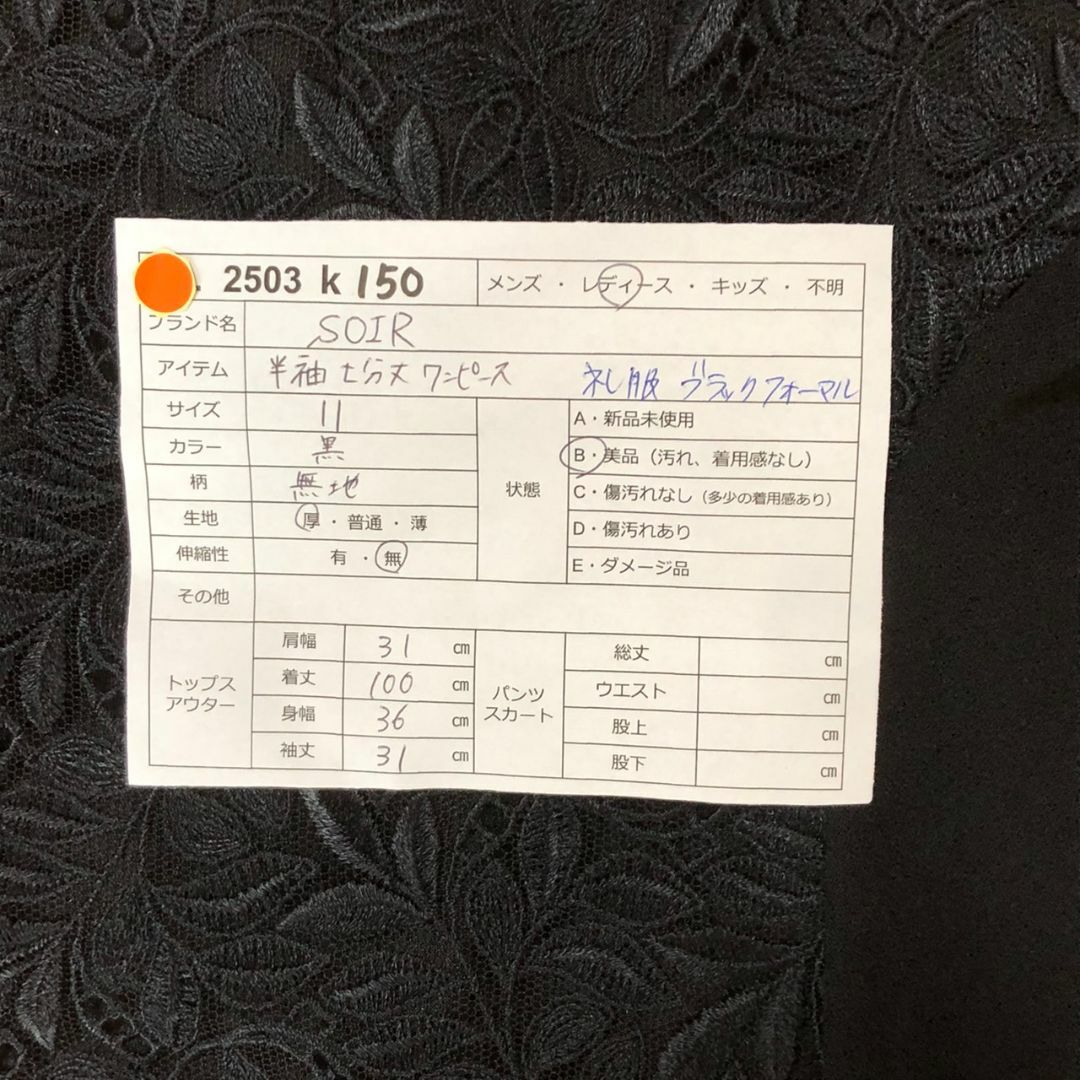 2503 k 150 メンズ ・ レディース ・ キッズ ・ 不明
ブランド名 SOIR
アイテム 半袖 ひざ丈 ワンピース 礼服 ブラックフォーマル
サイズ 11
カラー 黒
柄 無地
生地 厚 ・ 普通 ・ 薄
伸縮性 有 ・ 無
状態
A・新品未使用
B・美品（汚れ、着用感なし）
C・傷汚れなし（多少の着用感あり）
D・傷汚れあり
E・ダメージ品
その他
トップス
アウター
肩幅 31 ㎝
着丈 100 ㎝
身幅 36 ㎝
袖丈 31 ㎝
パンツ
スカート
総丈 ㎝
ウエスト ㎝
股上 ㎝
股下 ㎝